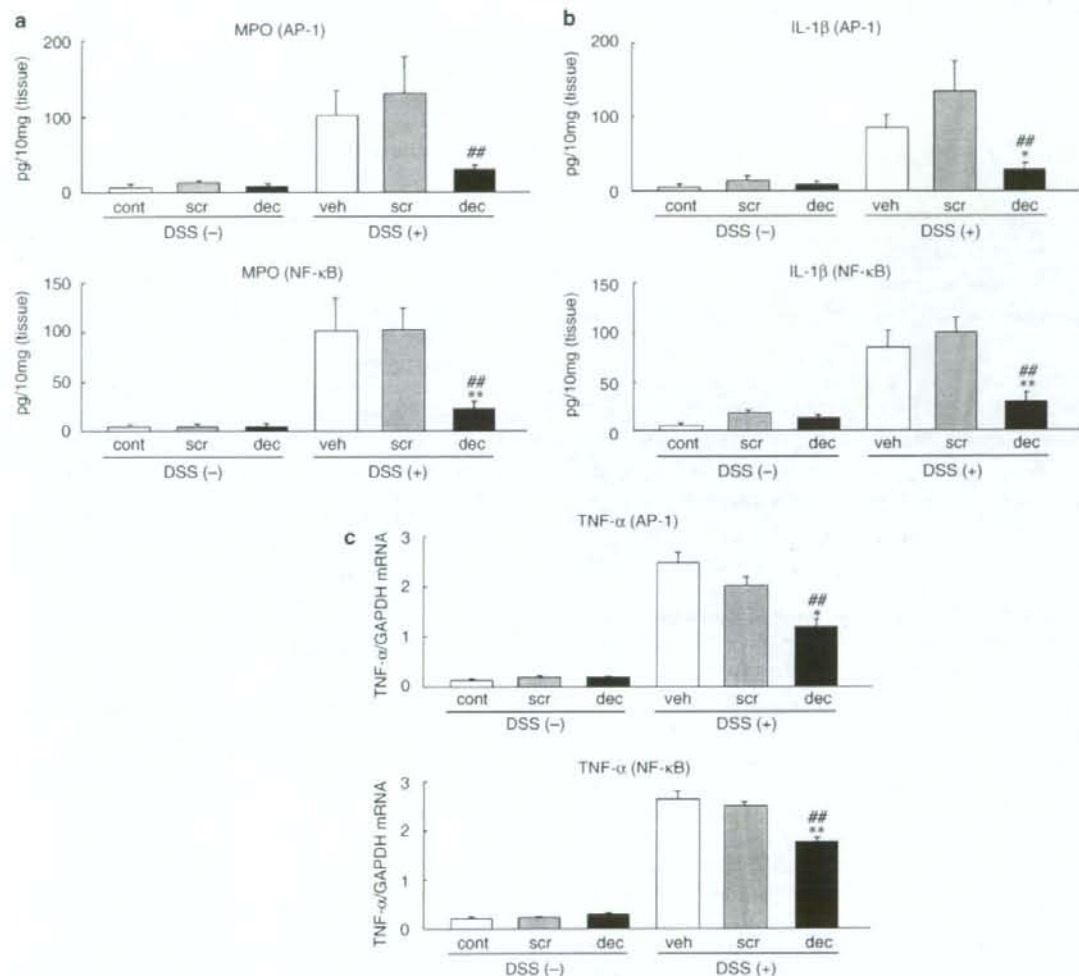 a
MPO (AP-1)
pg/10mg (tissue)
200
100
0
cont scr dec veh scr dec
##
DSS (–) DSS (+)
MPO (NF-κB)
pg/10mg (tissue)
150
100
50
0
##
**
cont scr dec veh scr dec
DSS (–) DSS (+)
b
IL-1β (AP-1)
pg/10mg (tissue)
200
100
0
##
*
cont scr dec veh scr dec
DSS (–) DSS (+)
IL-1β (NF-κB)
pg/10mg (tissue)
150
100
50
0
##
**
cont scr dec veh scr dec
DSS (–) DSS (+)
c
TNF-α (AP-1)
TNF-α/GAPDH mRNA
3
2
1
0
##
*
cont scr dec veh scr dec
DSS (–) DSS (+)
TNF-α (NF-κB)
TNF-α/GAPDH mRNA
3
2
1
0
##
**
cont scr dec veh scr dec
DSS (–) DSS (+)